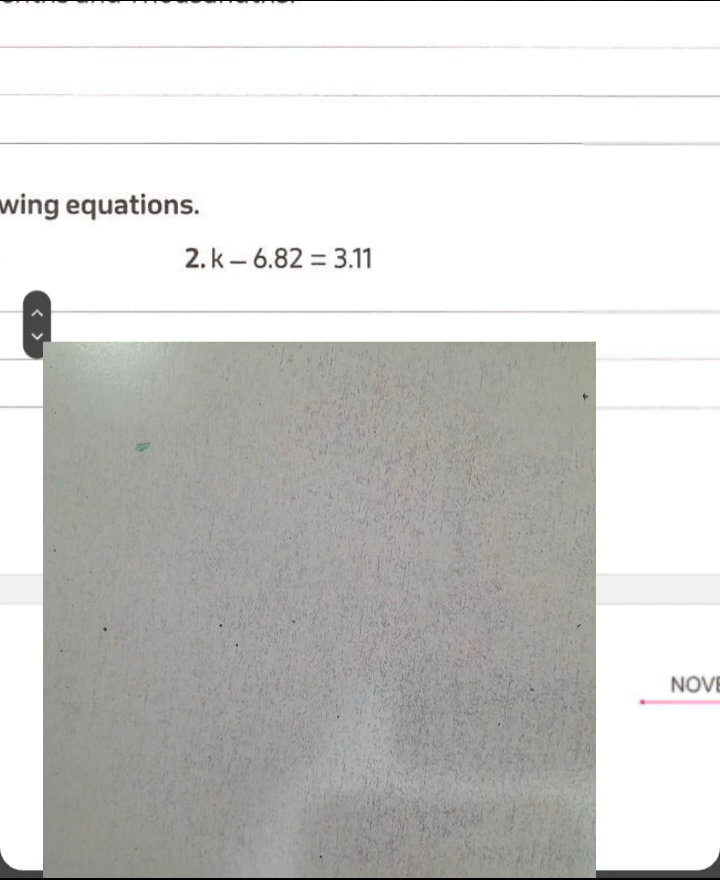 wing equations.
2. k – 6.82 = 3.11
NOVE